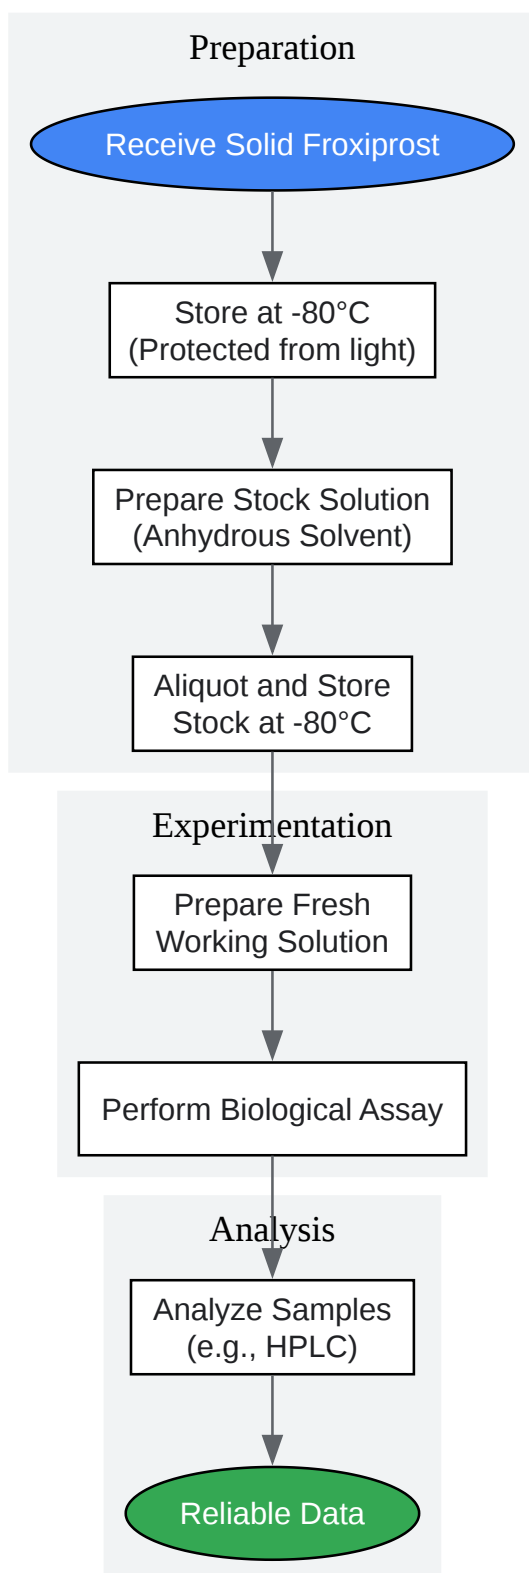 Preparation
Receive Solid Froxiprost
Store at -80°C
(Protected from light)
Prepare Stock Solution
(Anhydrous Solvent)
Aliquot and Store
Stock at -80°C
Experimentation
Prepare Fresh
Working Solution
Perform Biological Assay
Analysis
Analyze Samples
(e.g., HPLC)
Reliable Data